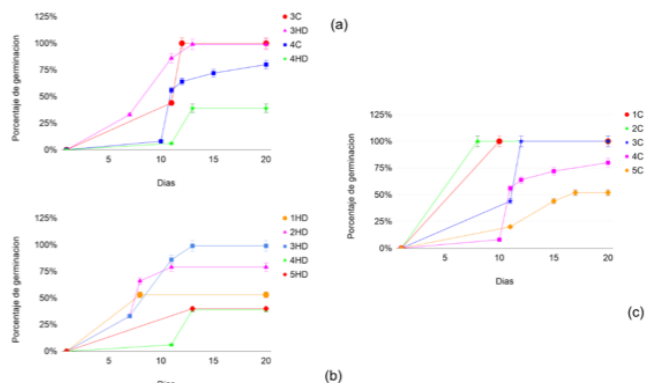 3C
3HD
4C
4HD
(a)
Porcentaje de germinacion
125%
100%
75%
50%
25%
0%
5
10
15
20
Dias
1HD
2HD
3HD
4HD
5HD
Porcentaje de germinacion
125%
100%
75%
50%
25%
0%
5
10
15
20
Dias
(b)
1C
2C
3C
4C
5C
Porcentaje de germinacion
125%
100%
75%
50%
25%
0%
5
10
15
20
Dias
(c)